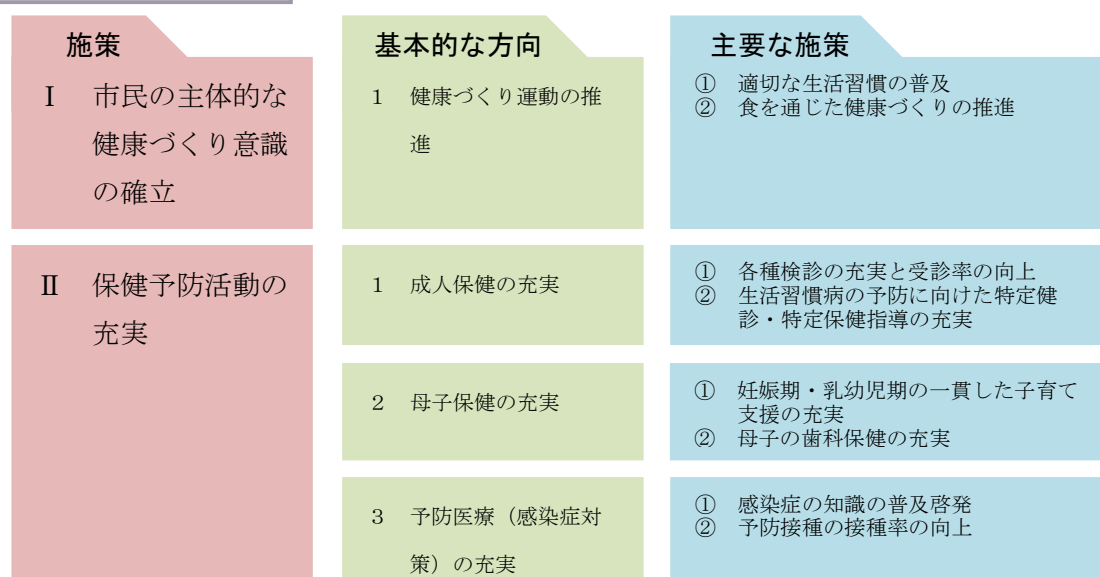 施策
基本的な方向
主要な施策
Ⅰ 市民の主体的な
健康づくり意識
の確立
1 健康づくり運動の推
進
① 適切な生活習慣の普及
② 食を通じた健康づくりの推進
Ⅱ 保健予防活動の
充実
1 成人保健の充実
① 各種検診の充実と受診率の向上
② 生活習慣病の予防に向けた特定健
診・特定保健指導の充実
2 母子保健の充実
① 妊娠期・乳幼児期の一貫した子育て
支援の充実
② 母子の歯科保健の充実
3 予防医療（感染症対
策）の充実
① 感染症の知識の普及啓発
② 予防接種の接種率の向上